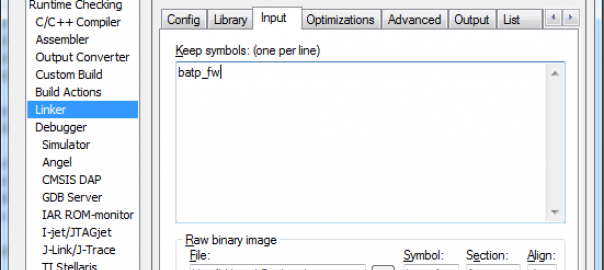 Runtime Checking
C/C++ Compiler
Assembler
Output Converter
Custom Build
Build Actions
Linker
Debugger
Simulator
Angel
CMSIS DAP
GDB Server
IAR ROM-monitor
I-jet/JTAGjet
J-Link/J-Trace
TI Stellaris
Config Library Input Optimizations Advanced Output List
Keep symbols: (one per line)
batp_fw
Raw binary image
File: Symbol: Section: Align: